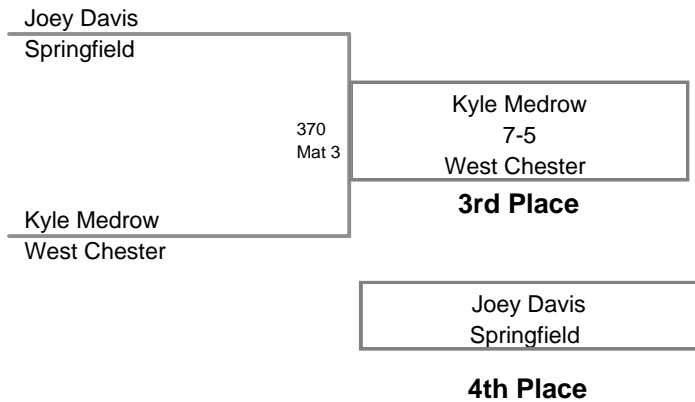 Joey Davis
Springfield
370
Mat 3
Kyle Medrow
7-5
West Chester
3rd Place
Kyle Medrow
West Chester
Joey Davis
Springfield
4th Place